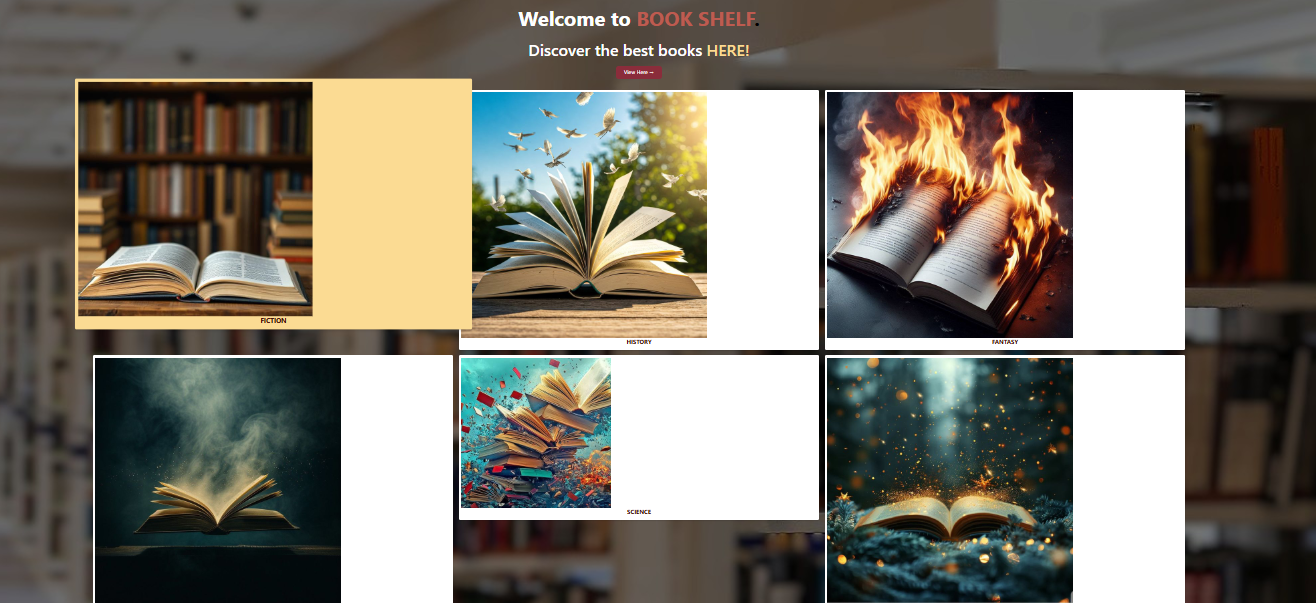 Welcome to BOOK SHELF.
Discover the best books HERE!
View Here →
FICTION
HISTORY
FANTASY
SCIENCE